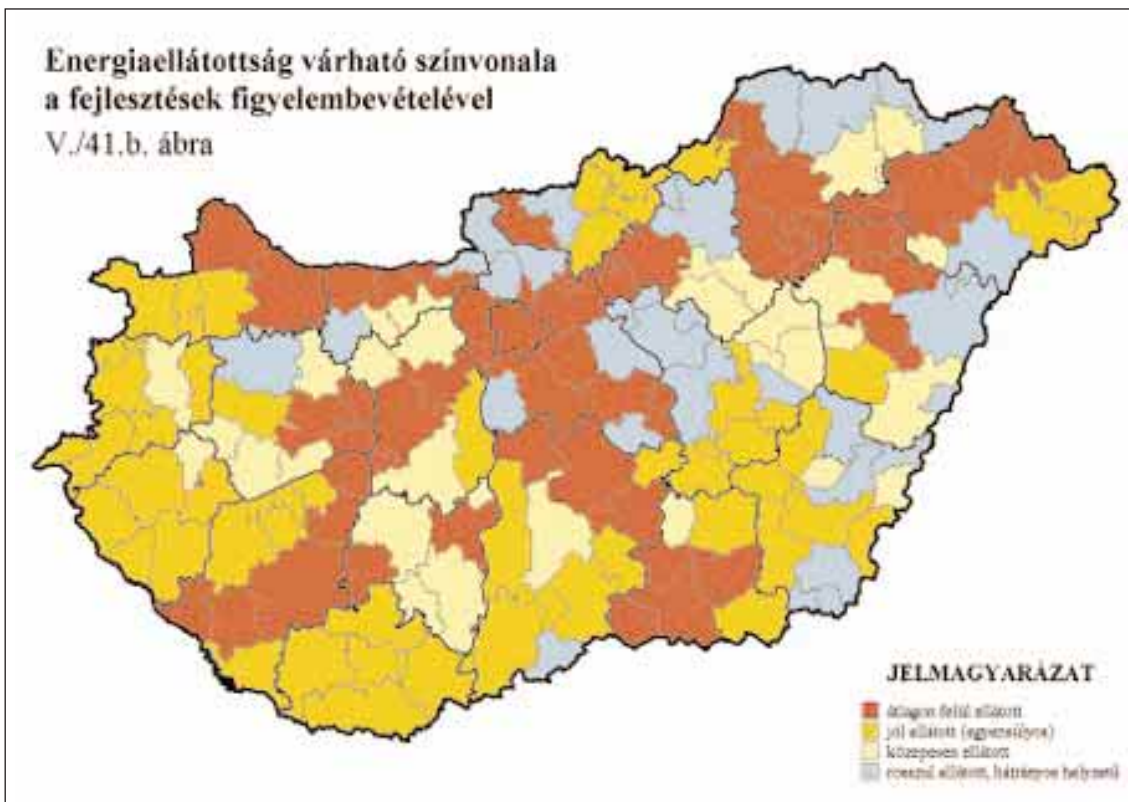 Energiaellátottság várható színvonala
a fejlesztések figyelembevételével
V./41.b. ábra
JELMAGYARÁZAT
átlagon felül ellátott
jól ellátott (egyensúlyos)
közepesen ellátott
rosszul ellátott, hátrányos helyzetű